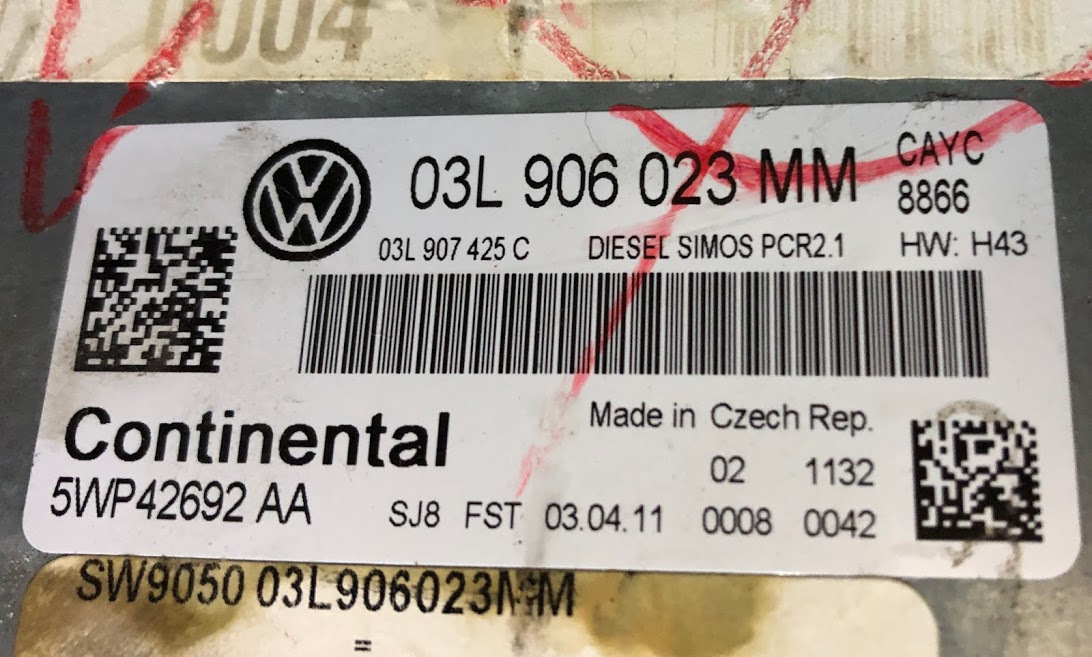 004
03L 906 023 MM CAYC
8866
03L 907 425 C DIESEL SIMOS PCR2.1 HW: H43
Continental
Made in Czech Rep.
02 1132
5WP42692 AA
SJ8 FST 03.04.11 0008 0042
SW9050 03L906023MM
=